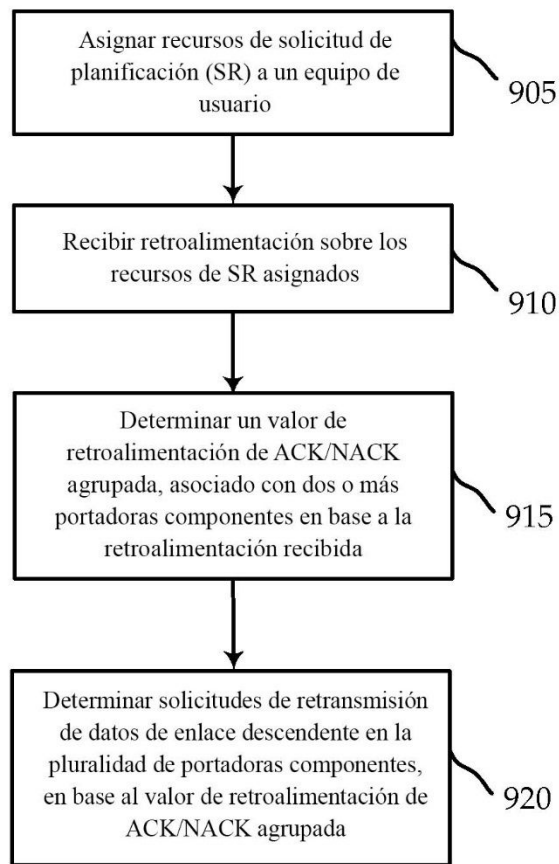 Asignar recursos de solicitud de
planificación (SR) a un equipo de
usuario
905
Recibir retroalimentación sobre los
recursos de SR asignados
910
Determinar un valor de
retroalimentación de ACK/NACK
agrupada, asociado con dos o más
portadoras componentes en base a la
retroalimentación recibida
915
Determinar solicitudes de retransmisión
de datos de enlace descendente en la
pluralidad de portadoras componentes,
en base al valor de retroalimentación de
ACK/NACK agrupada
920